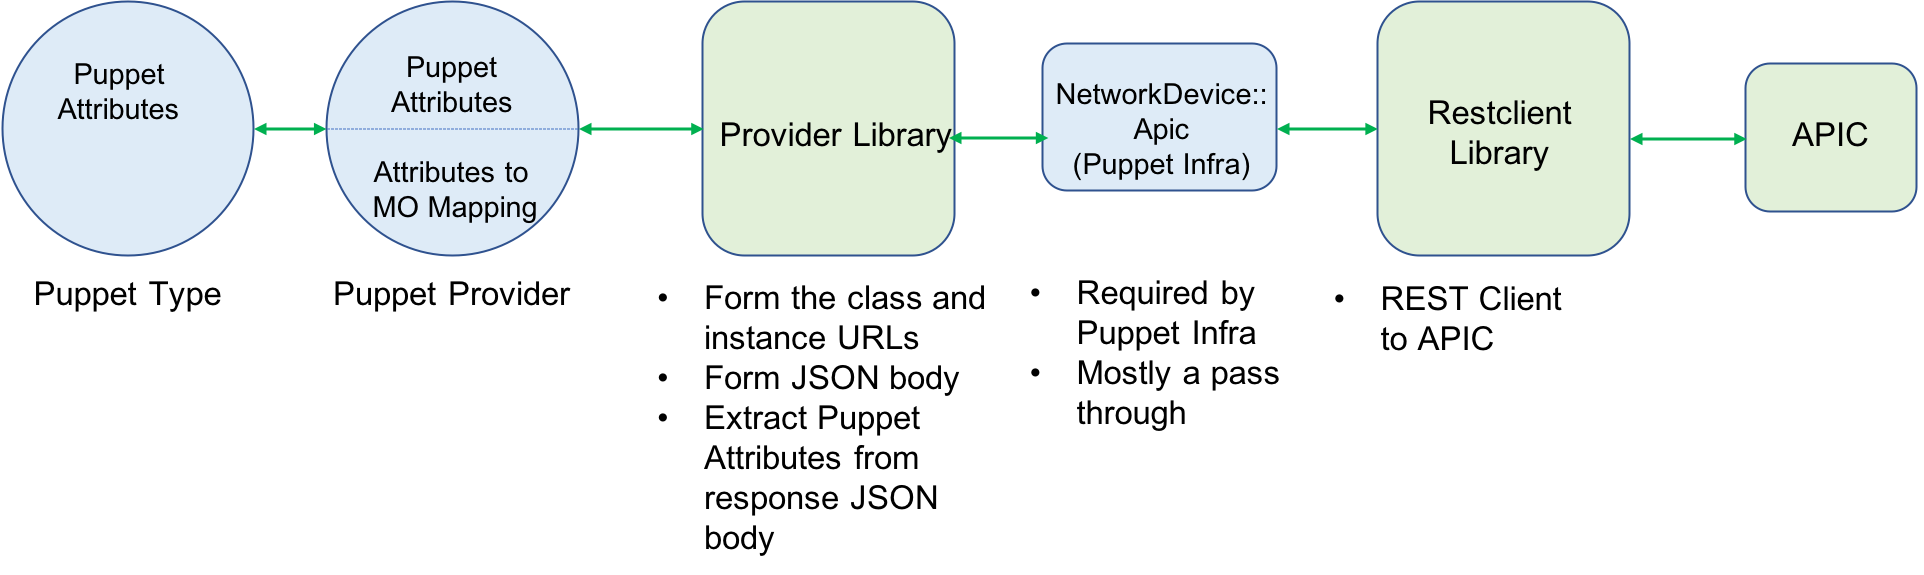 Puppet
Attributes
Puppet Type
Puppet
Attributes
Attributes to
MO Mapping
Puppet Provider
Provider Library
• Form the class and
instance URLs
• Form JSON body
• Extract Puppet
Attributes from
response JSON
body
NetworkDevice::
Apic
(Puppet Infra)
• Required by
Puppet Infra
• Mostly a pass
through
Restclient
Library
• REST Client
to APIC
APIC